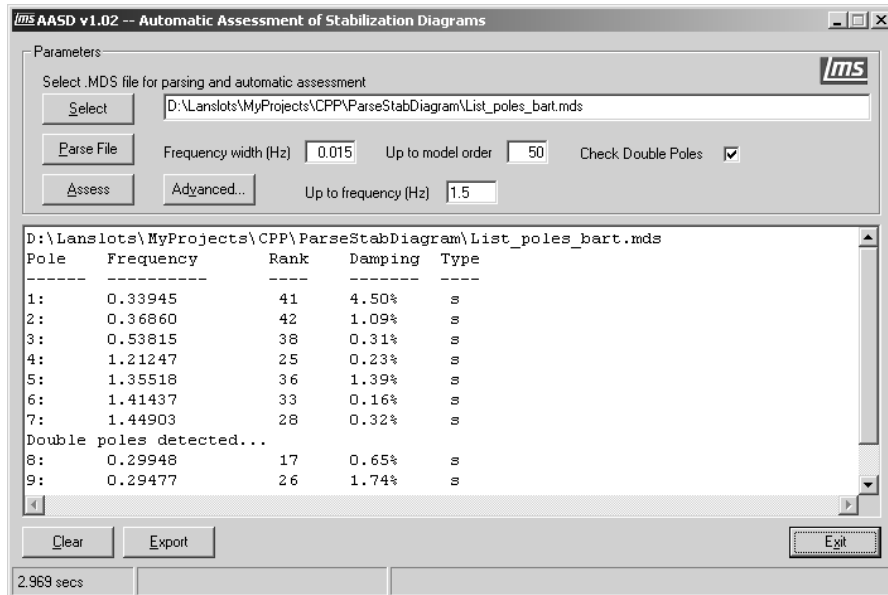 lms AASD v1.02 -- Automatic Assessment of Stabilization Diagrams
Parameters
lms
Select .MDS file for parsing and automatic assessment
Select D:\Lanslots\MyProjects\CPP\ParseStabDiagram\List_poles_bart.mds
Parse File Frequency width (Hz) 0.015 Up to model order 50 Check Double Poles
Assess Advanced... Up to frequency (Hz) 1.5
D:\Lanslots\MyProjects\CPP\ParseStabDiagram\List_poles_bart.mds
Pole Frequency Rank Damping Type
------ ---------- ---- ------- ----
1: 0.33945 41 4.50% s
2: 0.36860 42 1.09% s
3: 0.53815 38 0.31% s
4: 1.21247 25 0.23% s
5: 1.35518 36 1.39% s
6: 1.41437 33 0.16% s
7: 1.44903 28 0.32% s
Double poles detected...
8: 0.29948 17 0.65% s
9: 0.29477 26 1.74% s
Clear Export Exit
2.969 secs